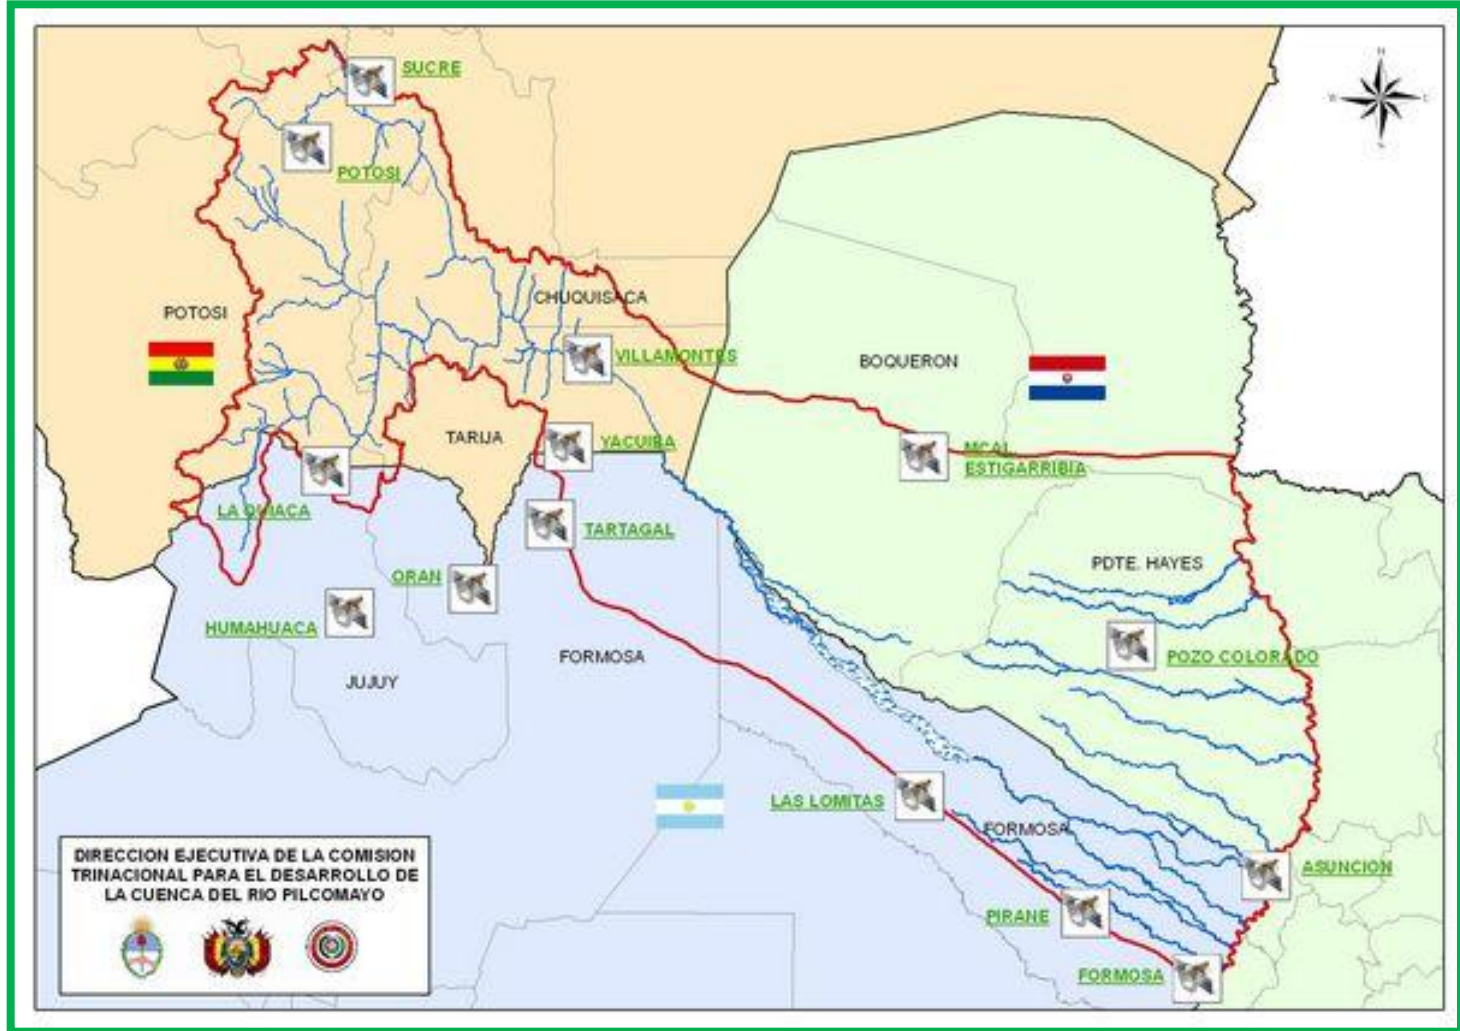 SUCRE
POTOSI
POTOSI
CHUQUISACA
VILLAMONTES
BOQUERON
TARIJA
YACUIBA
MCAL.
ESTIGARRIBIA
LA QUIACA
TARTAGAL
ORAN
PDTE. HAYES
HUMAHUACA
FORMOSA
POZO COLORADO
JUJUY
LAS LOMITAS
FORMOSA
ASUNCION
PIRANE
FORMOSA
DIRECCION EJECUTIVA DE LA COMISION
TRINACIONAL PARA EL DESARROLLO DE
LA CUENCA DEL RIO PILCOMAYO